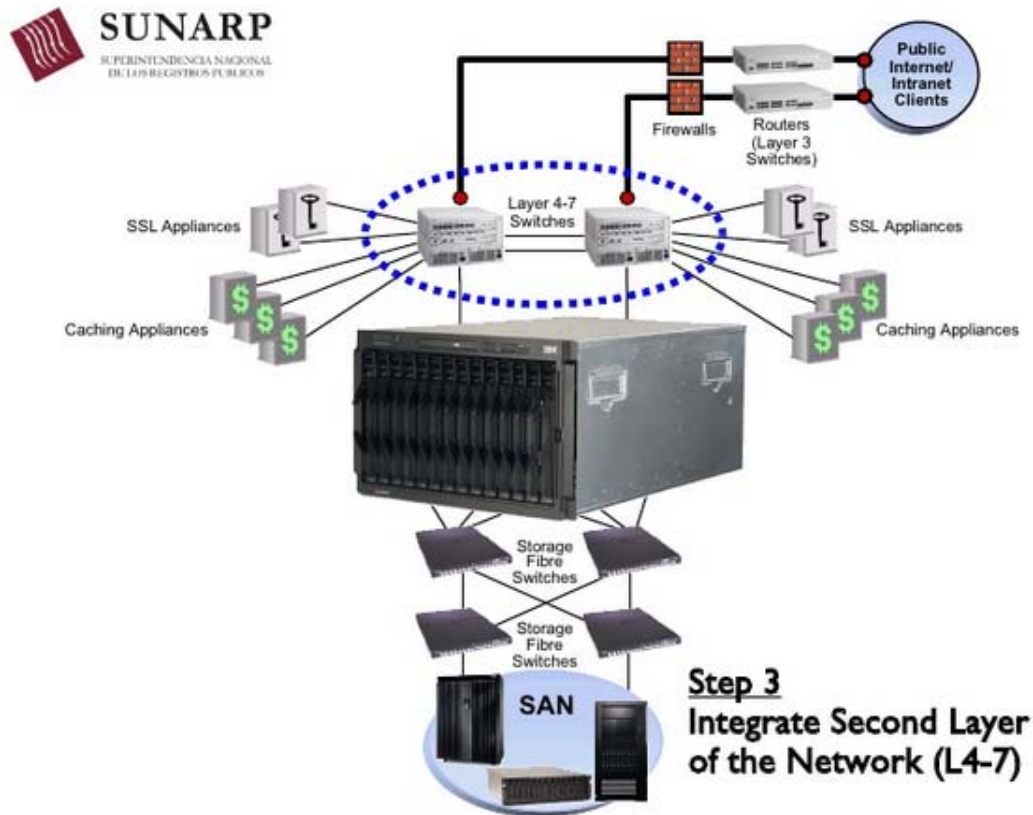 SUNARP
SUPERINTENDENCIA NACIONAL
DE LOS REGISTROS PUBLICOS
Public
Internet/
Intranet
Clients
Firewalls
Routers
(Layer 3
Switches)
Layer 4-7
Switches
SSL Appliances
SSL Appliances
$
$
$
Caching Appliances
$
$
$
Caching Appliances
IBM
Storage
Fibre
Switches
Storage
Fibre
Switches
SAN
Step 3
Integrate Second Layer
of the Network (L4-7)